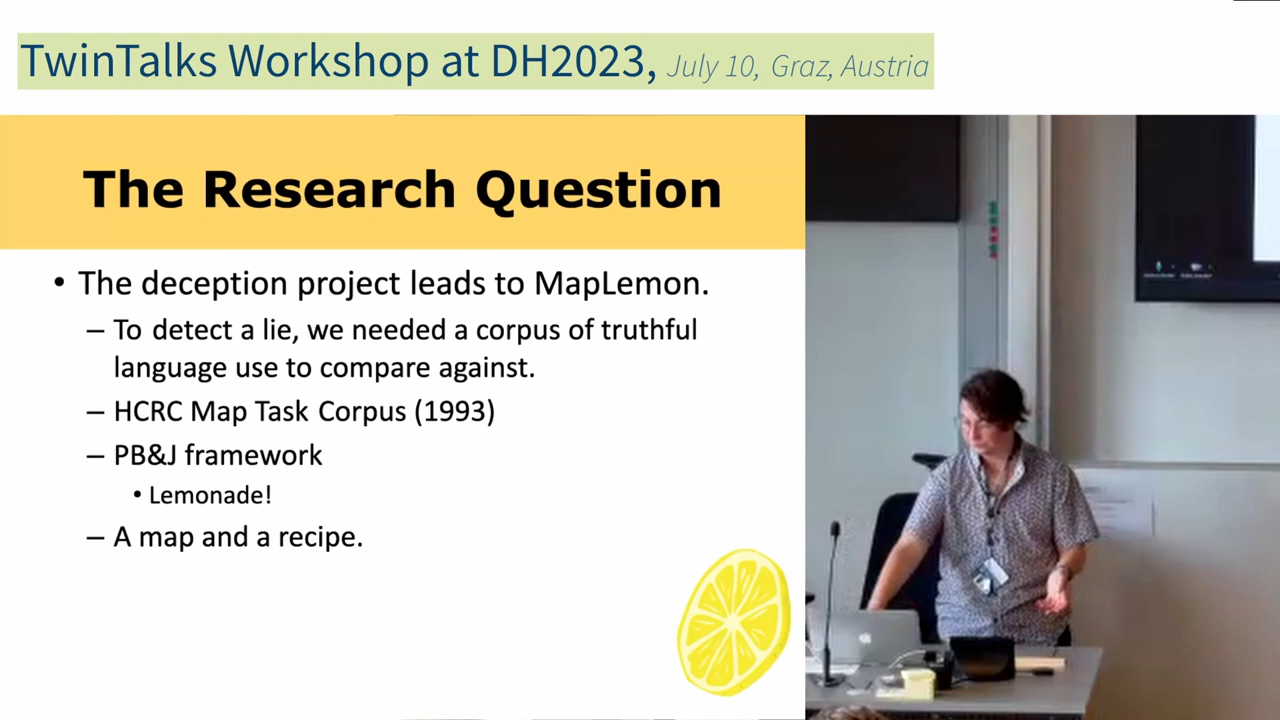 TwinTalks Workshop at DH2023, July 10, Graz, Austria
The Research Question
• The deception project leads to MapLemon.
– To detect a lie, we needed a corpus of truthful
language use to compare against.
– HCRC Map Task Corpus (1993)
– PB&J framework
• Lemonade!
– A map and a recipe.